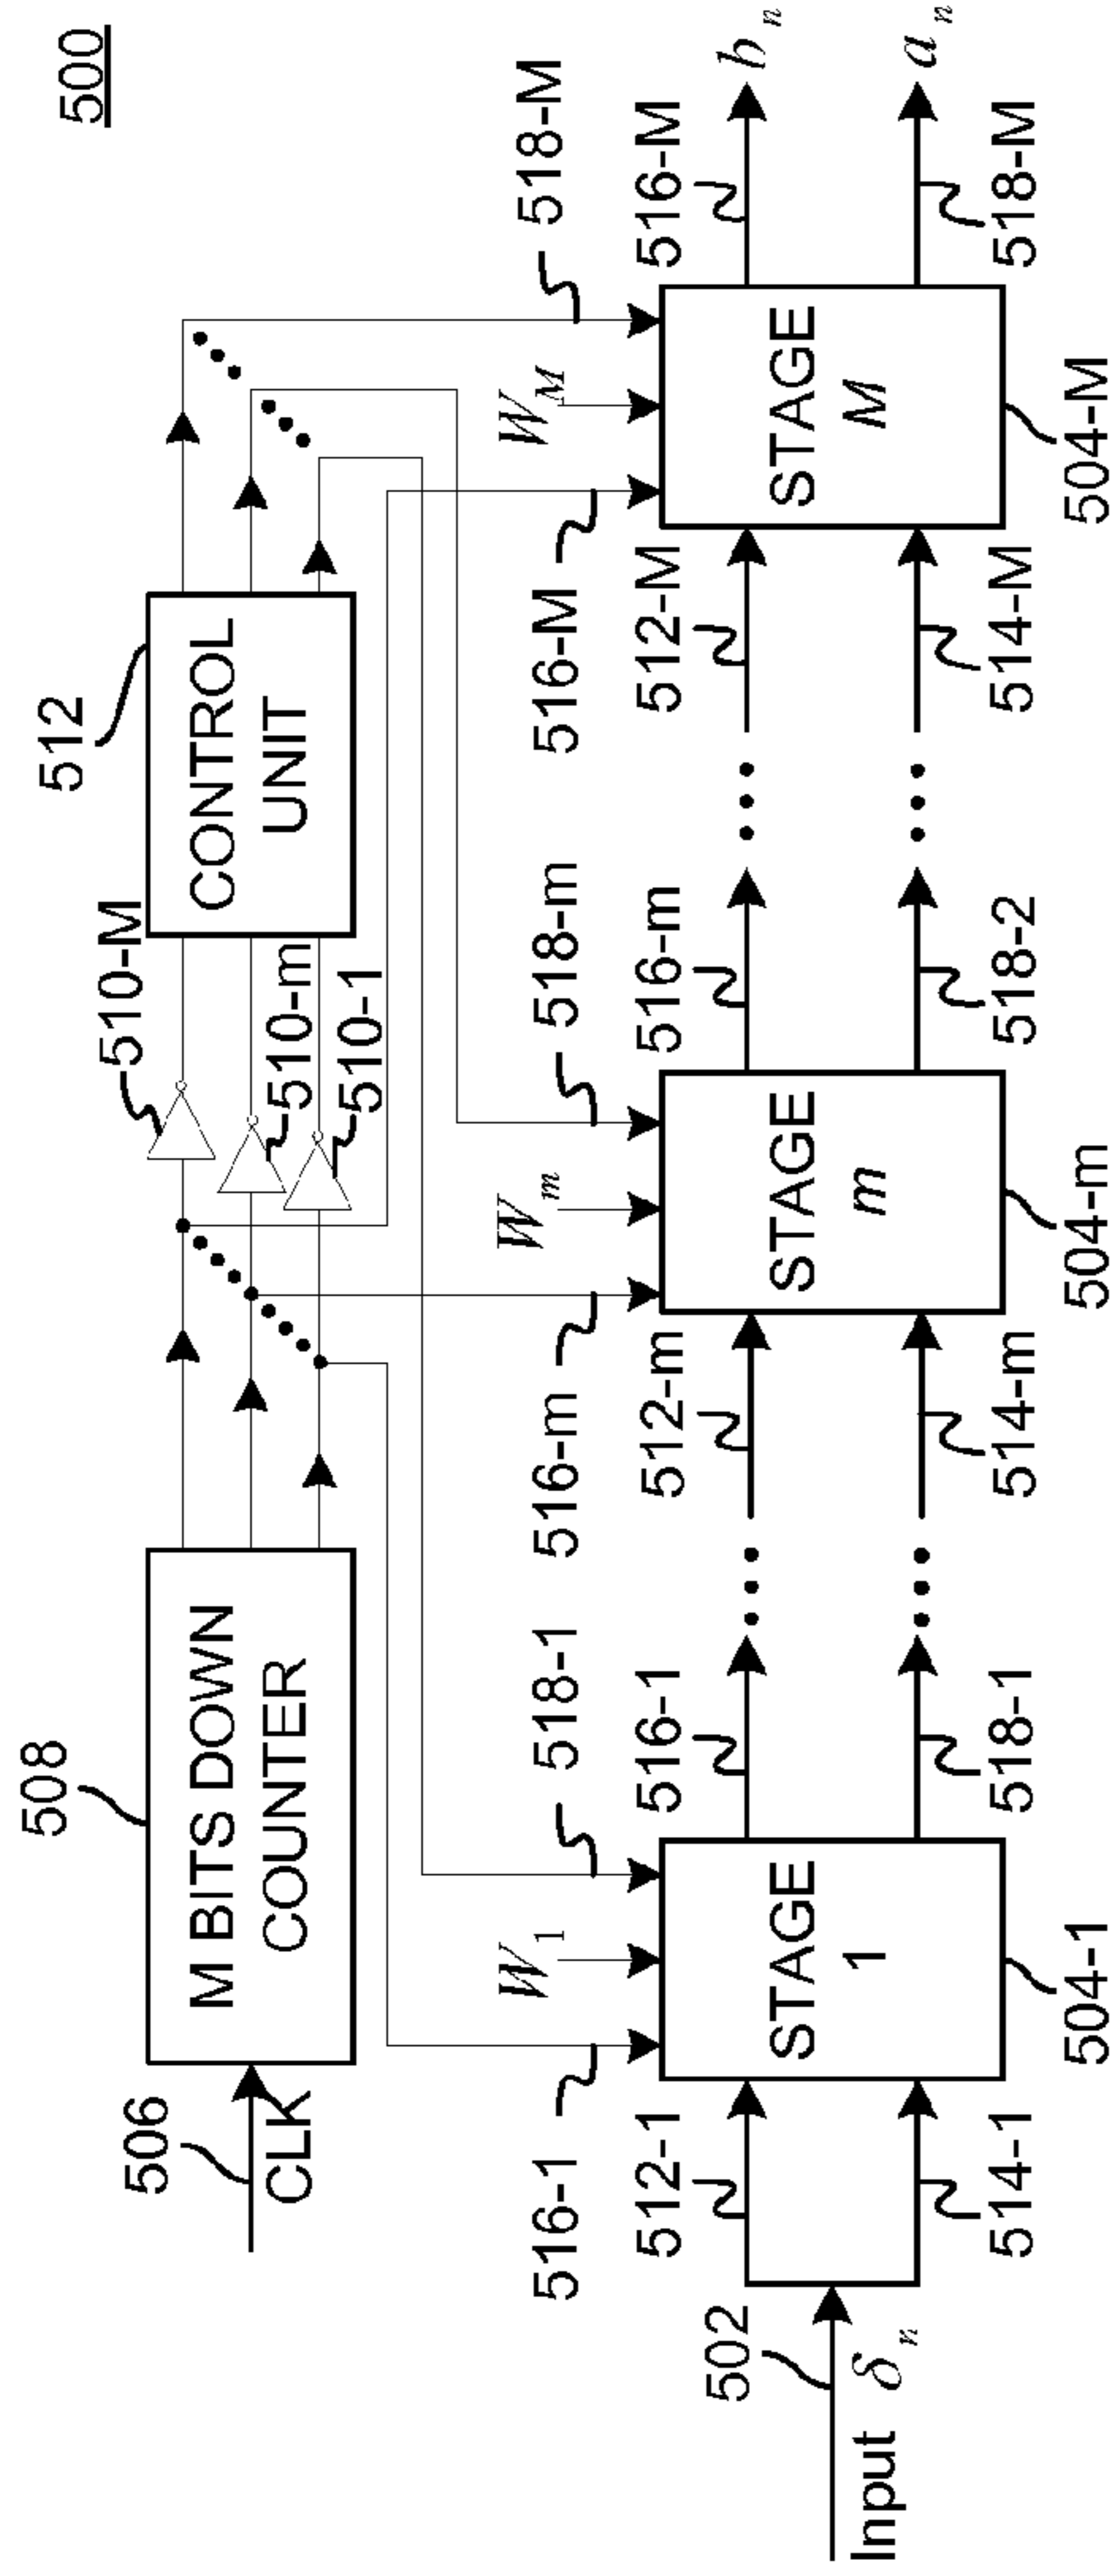 500
508
M BITS DOWN
COUNTER
506
CLK
510-M
510-m
510-1
512
CONTROL
UNIT
518-M
516-1
W1
518-1
516-m
Wm
518-m
516-M
WM
502
Input δn
512-1
514-1
STAGE
1
504-1
516-1
518-1
512-m
514-m
STAGE
m
504-m
516-m
518-2
512-M
514-M
STAGE
M
504-M
516-M
518-M
bn
an